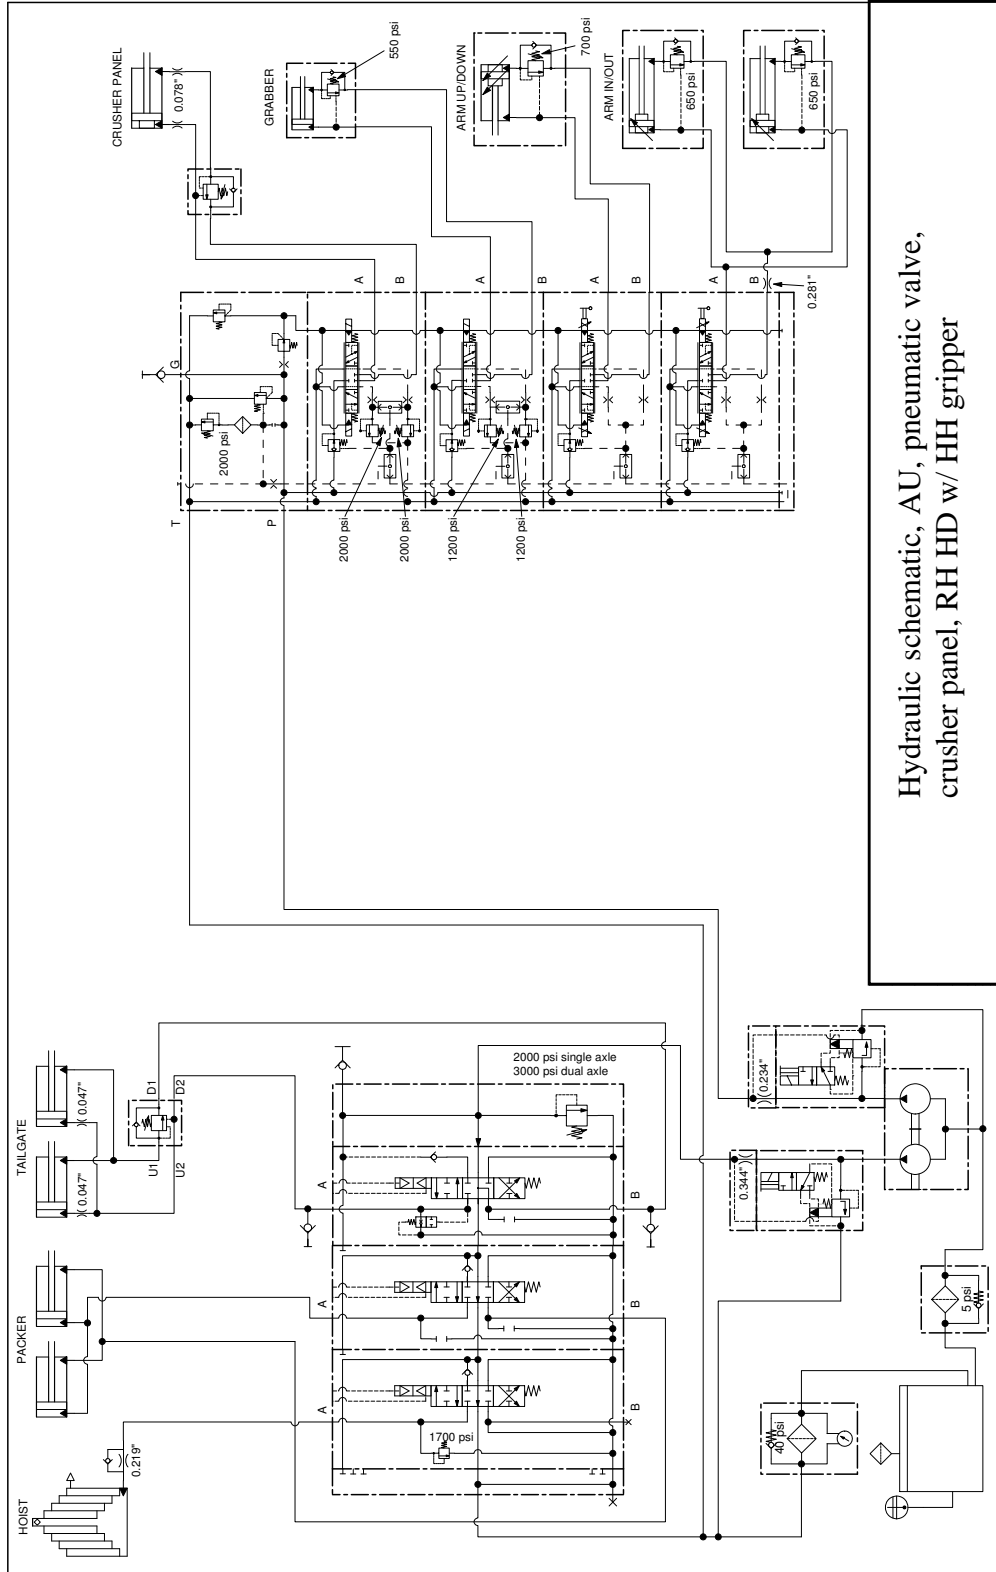 HOIST
0.219"
PACKER
TAILGATE
)( 0.047"
)( 0.047"
U1
D1
U2
D2
A
A
A
B
B
B
1700 psi
2000 psi single axle
3000 psi dual axle
0.344" )(
)( 0.234"
40 psi
5 psi
CRUSHER PANEL
)( 0.078" )(
GRABBER
550 psi
ARM UP/DOWN
700 psi
ARM IN/OUT
650 psi
650 psi
T
P
G
2000 psi
A
B
2000 psi
2000 psi
A
B
1200 psi
1200 psi
A
B
A
B
0.281"
Hydraulic schematic, AU, pneumatic valve,
crusher panel, RH HD w/ HH gripper